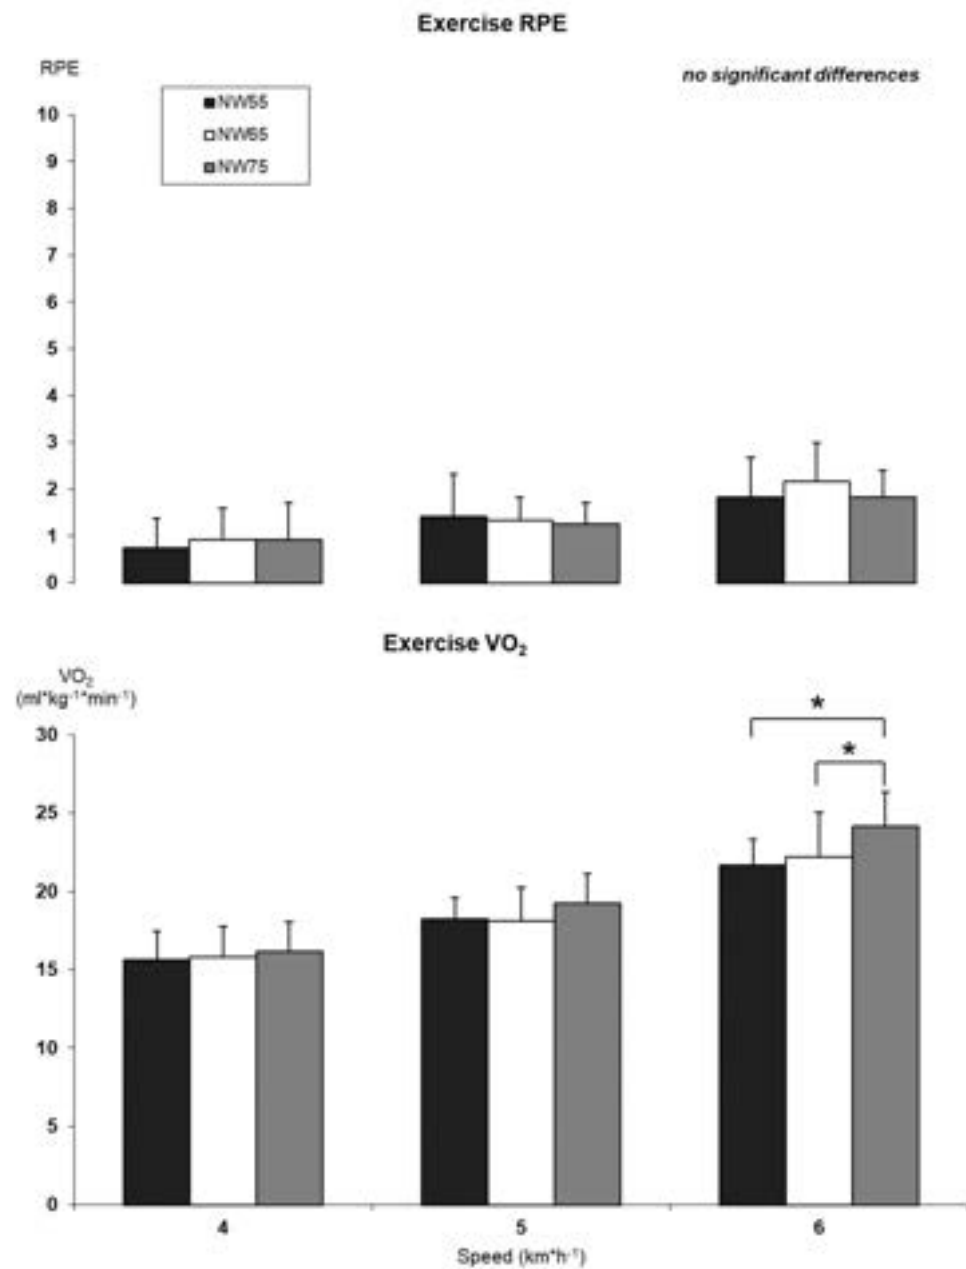 Exercise RPE
RPE
no significant differences
NW55
NW65
NW75
10
9
8
7
6
5
4
3
2
1
0
Exercise VO₂
VO₂
(ml*kg⁻¹*min⁻¹)
*
*
30
25
20
15
10
5
0
4 5 6
Speed (km*h⁻¹)